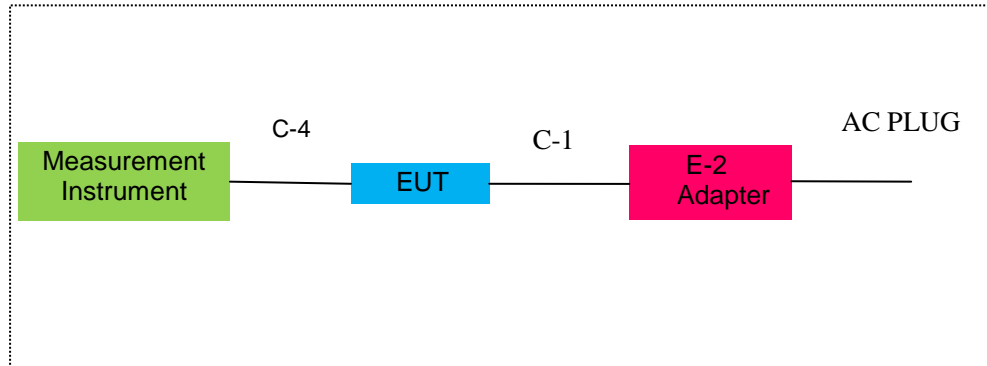 AC PLUG
C-4
C-1
Measurement
Instrument
EUT
E-2
Adapter